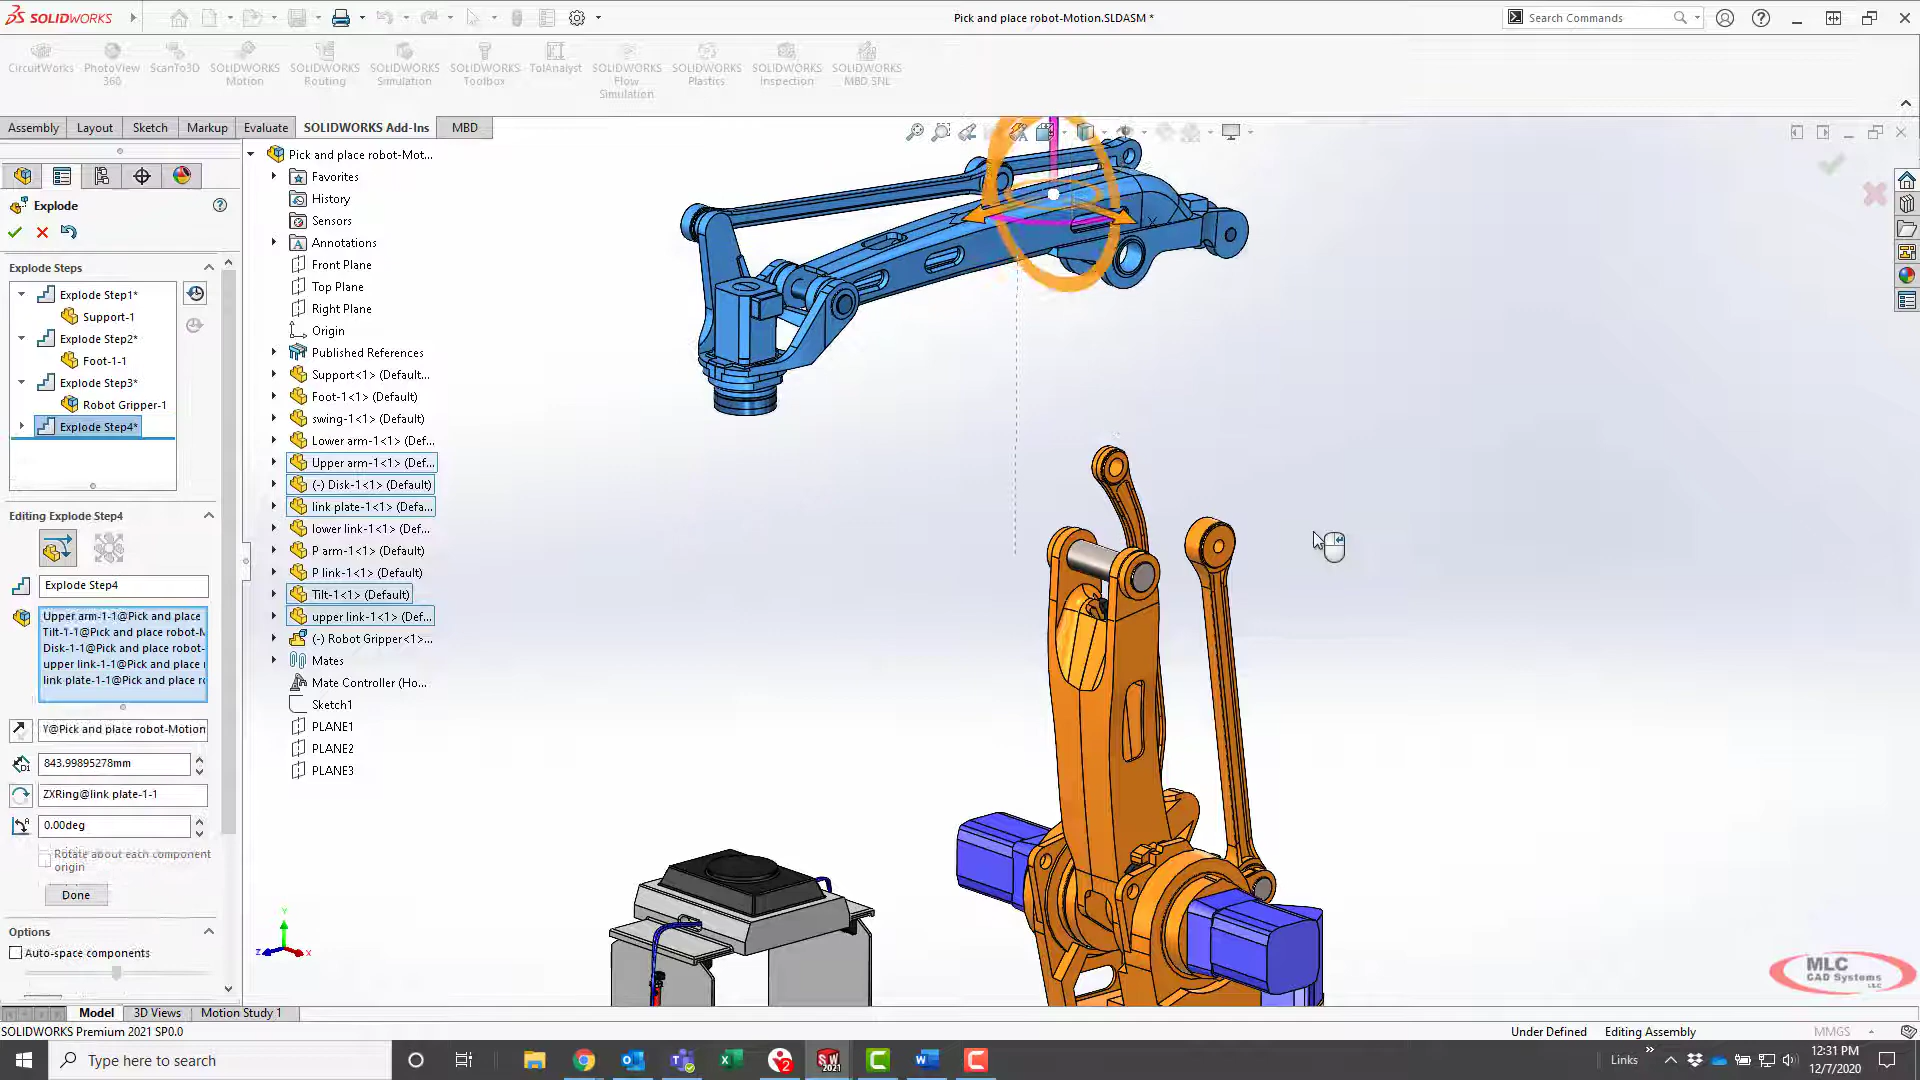 SOLIDWORKS
Pick and place robot-Motion.SLDASM *
Search Commands
CircuitWorks
PhotoView
360
ScanTo3D
SOLIDWORKS
Motion
SOLIDWORKS
Routing
SOLIDWORKS
Simulation
SOLIDWORKS
Toolbox
TolAnalyst
SOLIDWORKS
Flow
Simulation
SOLIDWORKS
Plastics
SOLIDWORKS
Inspection
SOLIDWORKS
MBD SNL
Assembly
Layout
Sketch
Markup
Evaluate
SOLIDWORKS Add-Ins
MBD
Explode
Explode Steps
Explode Step1*
Support-1
Explode Step2*
Foot-1-1
Explode Step3*
Robot Gripper-1
Explode Step4*
Editing Explode Step4
Explode Step4
Upper arm-1-1@Pick and place
Tilt-1-1@Pick and place robot-M
Disk-1-1@Pick and place robot-
upper link-1-1@Pick and place r
link plate-1-1@Pick and place ro
Y@Pick and place robot-Motion
843.99895278mm
ZXRing@link plate-1-1
0.00deg
Rotate about each component
origin
Done
Options
Auto-space components
Pick and place robot-Mot...
Favorites
History
Sensors
Annotations
Front Plane
Top Plane
Right Plane
Origin
Published References
Support<1> (Default...
Foot-1<1> (Default)
swing-1<1> (Default)
Lower arm-1<1> (Def...
Upper arm-1<1> (Def...
(-) Disk-1<1> (Default)
link plate-1<1> (Defa...
lower link-1<1> (Def...
P arm-1<1> (Default)
P link-1<1> (Default)
Tilt-1<1> (Default)
upper link-1<1> (Def...
(-) Robot Gripper<1>...
Mates
Mate Controller (Ho...
Sketch1
PLANE1
PLANE2
PLANE3
Z
X
Y
Z
X
MLC
CAD Systems
LLC
Model
3D Views
Motion Study 1
SOLIDWORKS Premium 2021 SP0.0
Under Defined
Editing Assembly
MMGS
Type here to search
2
SW
2021
Links
12:31 PM
12/7/2020